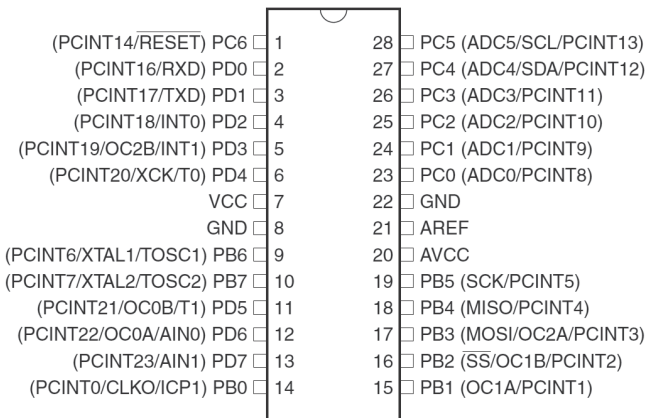 (PCINT14/RESET) PC6 1 28 PC5 (ADC5/SCL/PCINT13)
(PCINT16/RXD) PD0 2 27 PC4 (ADC4/SDA/PCINT12)
(PCINT17/TXD) PD1 3 26 PC3 (ADC3/PCINT11)
(PCINT18/INT0) PD2 4 25 PC2 (ADC2/PCINT10)
(PCINT19/OC2B/INT1) PD3 5 24 PC1 (ADC1/PCINT9)
(PCINT20/XCK/T0) PD4 6 23 PC0 (ADC0/PCINT8)
VCC 7 22 GND
GND 8 21 AREF
(PCINT6/XTAL1/TOSC1) PB6 9 20 AVCC
(PCINT7/XTAL2/TOSC2) PB7 10 19 PB5 (SCK/PCINT5)
(PCINT21/OC0B/T1) PD5 11 18 PB4 (MISO/PCINT4)
(PCINT22/OC0A/AIN0) PD6 12 17 PB3 (MOSI/OC2A/PCINT3)
(PCINT23/AIN1) PD7 13 16 PB2 (SS/OC1B/PCINT2)
(PCINT0/CLKO/ICP1) PB0 14 15 PB1 (OC1A/PCINT1)